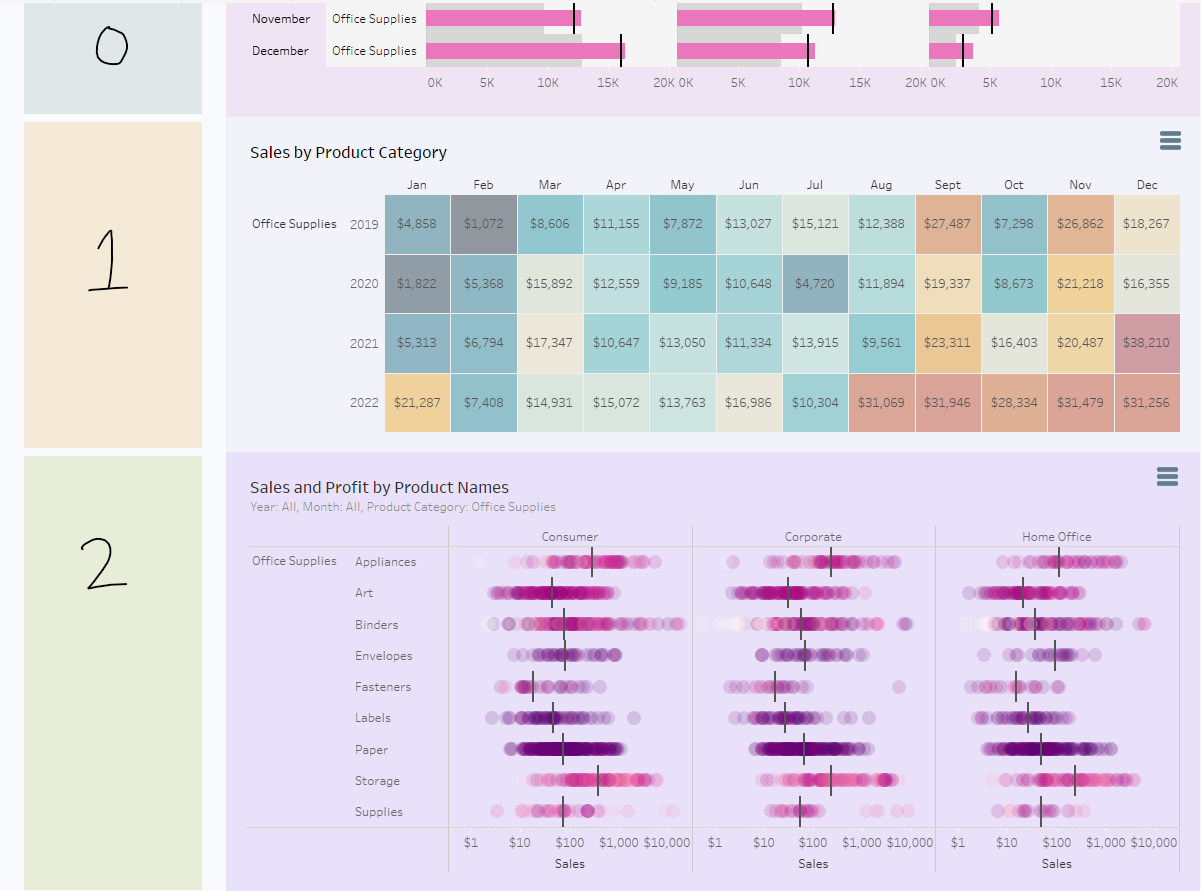 November Office Supplies
December Office Supplies
0K 5K 10K 15K 20K 0K 5K 10K 15K 20K 0K 5K 10K 15K 20K
0
Sales by Product Category
Jan Feb Mar Apr May Jun Jul Aug Sept Oct Nov Dec
Office Supplies 2019 $4,858 $1,072 $8,606 $11,155 $7,872 $13,027 $15,121 $12,388 $27,487 $7,298 $26,862 $18,267
1
2020 $1,822 $5,368 $15,892 $12,559 $9,185 $10,648 $4,720 $11,894 $19,337 $8,673 $21,218 $16,355
2021 $5,313 $6,794 $17,347 $10,647 $13,050 $11,334 $13,915 $9,561 $23,311 $16,403 $20,487 $38,210
2022 $21,287 $7,408 $14,931 $15,072 $13,763 $16,986 $10,304 $31,069 $31,946 $28,334 $31,479 $31,256
Sales and Profit by Product Names
Year: All, Month: All, Product Category: Office Supplies
Consumer Corporate Home Office
2
Office Supplies Appliances
Art
Binders
Envelopes
Fasteners
Labels
Paper
Storage
Supplies
$1 $10 $100 $1,000 $10,000 $1 $10 $100 $1,000 $10,000 $1 $10 $100 $1,000 $10,000
Sales Sales Sales